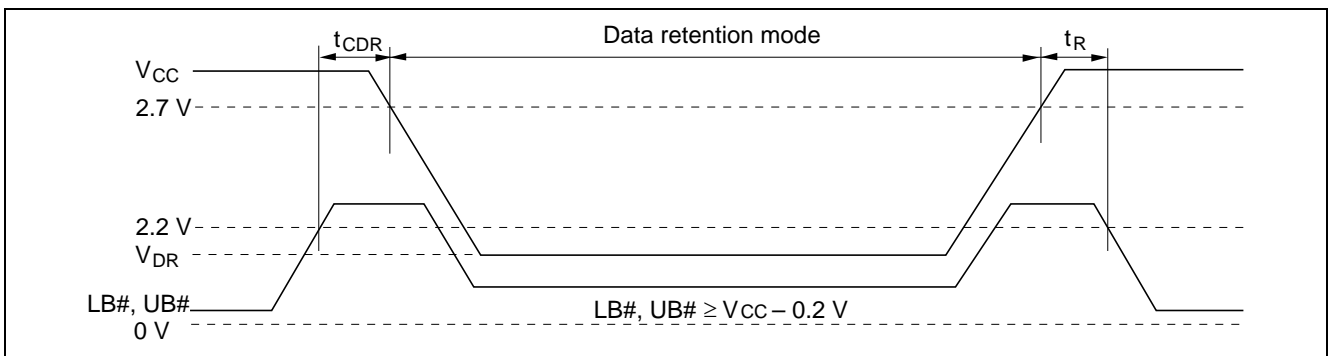 tCDR Data retention mode tR
VCC
2.7 V
2.2 V
VDR
LB#, UB#
LB#, UB# ≥ VCC – 0.2 V
0 V